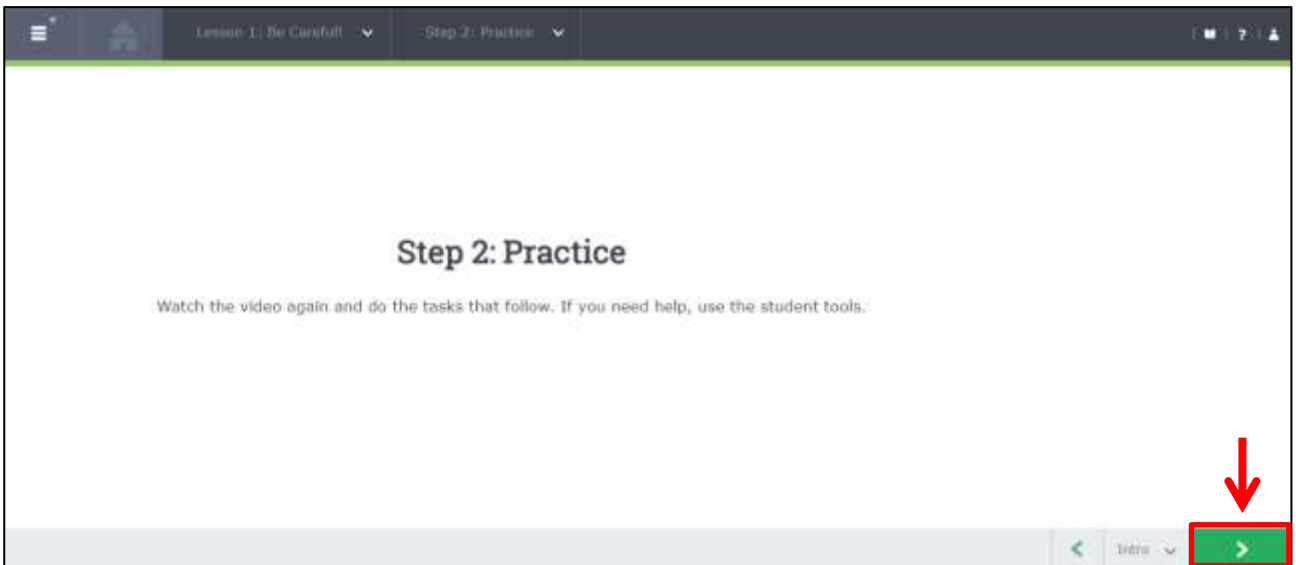 Lesson 1: Be Careful!
Step 2: Practice
?
Step 2: Practice
Watch the video again and do the tasks that follow. If you need help, use the student tools.
Intro